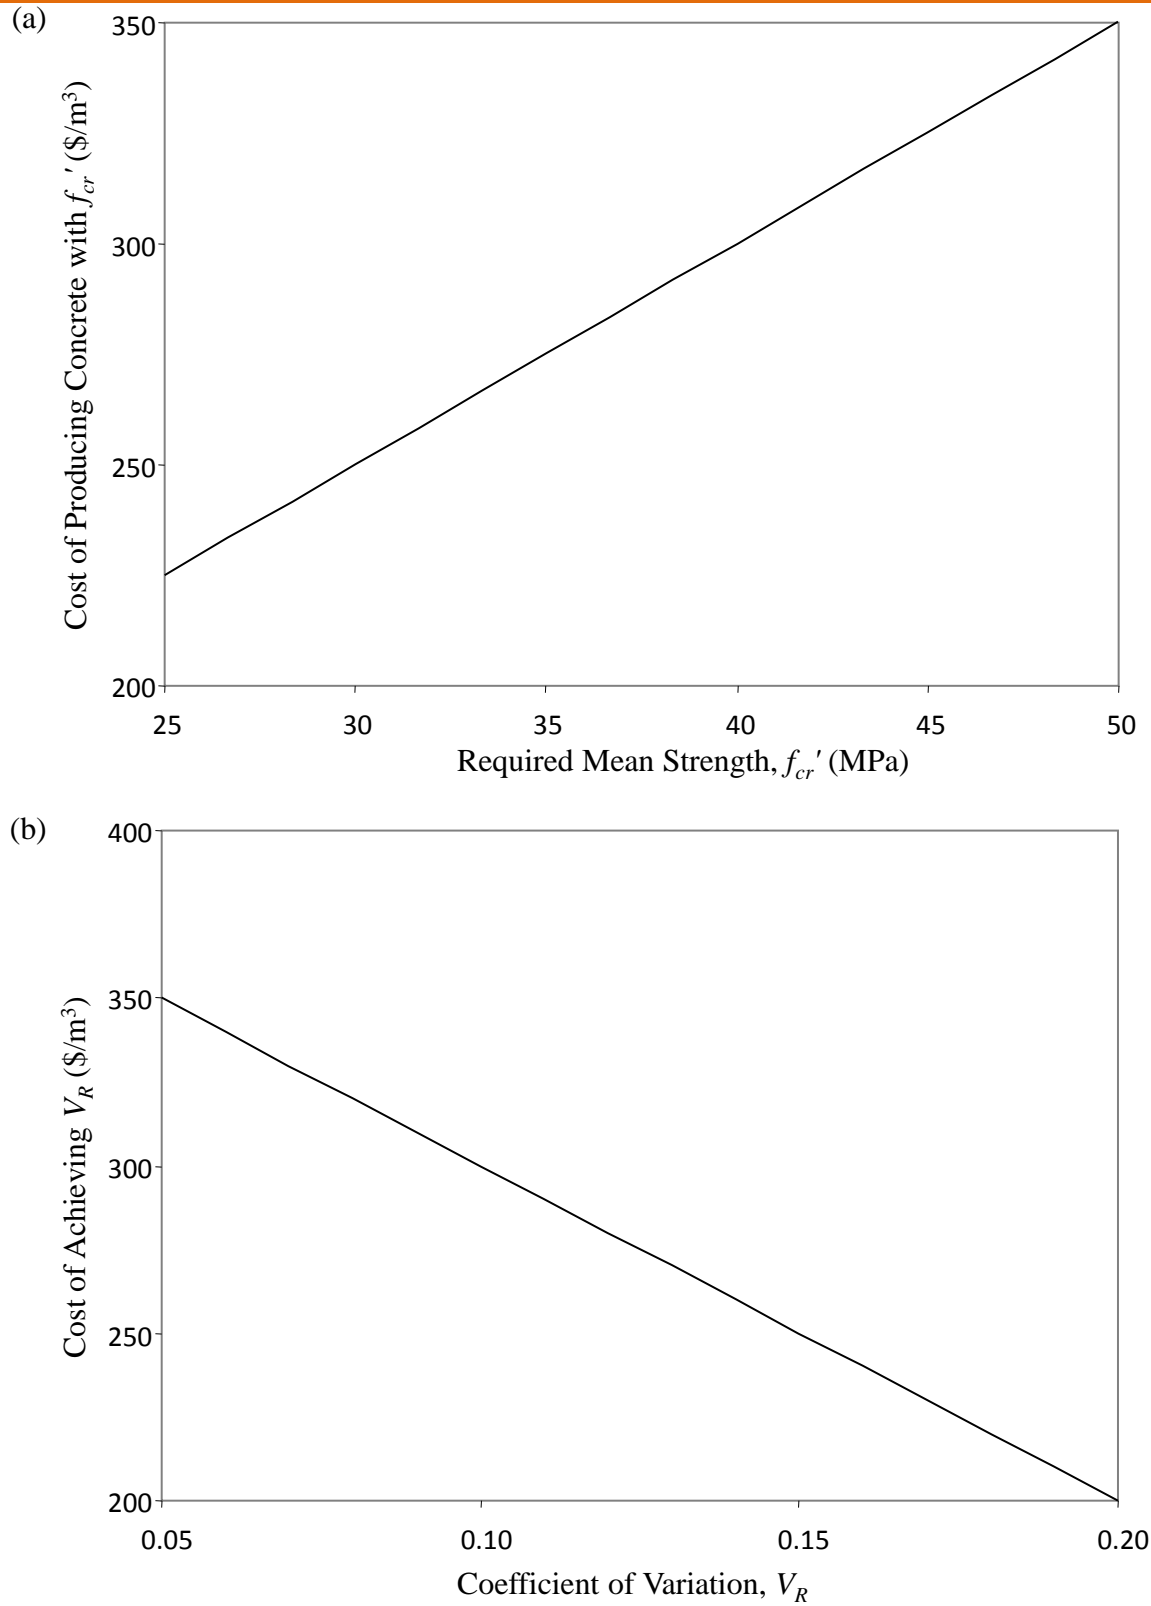 (a)
350
300
250
200
Cost of Producing Concrete with f_cr′ ($/m³)
25 30 35 40 45 50
Required Mean Strength, f_cr′ (MPa)
(b)
400
350
300
250
200
Cost of Achieving V_R ($/m³)
0.05 0.10 0.15 0.20
Coefficient of Variation, V_R